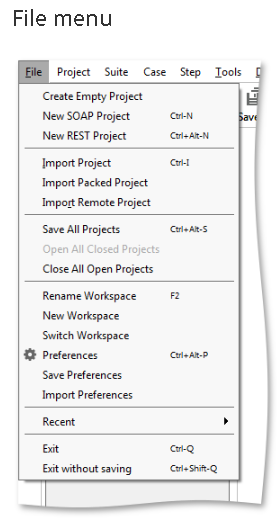 File menu
File Project Suite Case Step Tools
Create Empty Project
New SOAP Project Ctrl-N
New REST Project Ctrl+Alt-N
Import Project Ctrl-I
Import Packed Project
Import Remote Project
Save All Projects Ctrl+Alt-S
Open All Closed Projects
Close All Open Projects
Rename Workspace F2
New Workspace
Switch Workspace
Preferences Ctrl+Alt-P
Save Preferences
Import Preferences
Recent
Exit Ctrl-Q
Exit without saving Ctrl+Shift-Q